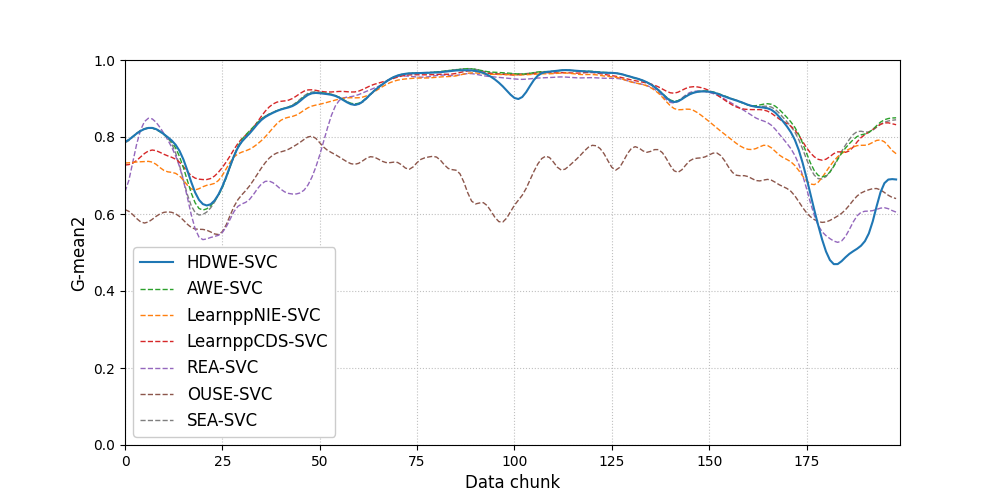 1.0
0.8
0.6
0.4
0.2
0.0
G-mean2
HDWE-SVC
AWE-SVC
LearnppNIE-SVC
LearnppCDS-SVC
REA-SVC
OUSE-SVC
SEA-SVC
0 25 50 75 100 125 150 175
Data chunk